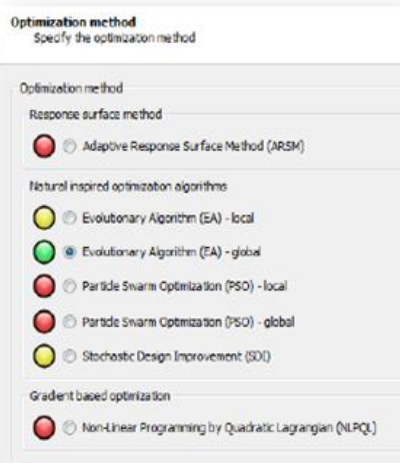 Optimization method
Specify the optimization method
Optimization method
Response surface method
Adaptive Response Surface Method (ARSM)
Natural inspired optimization algorithms
Evolutionary Algorithm (EA) - local
Evolutionary Algorithm (EA) - global
Particle Swarm Optimization (PSO) - local
Particle Swarm Optimization (PSO) - global
Stochastic Design Improvement (SDI)
Gradient based optimization
Non-Linear Programming by Quadratic Lagrangian (NLPQL)